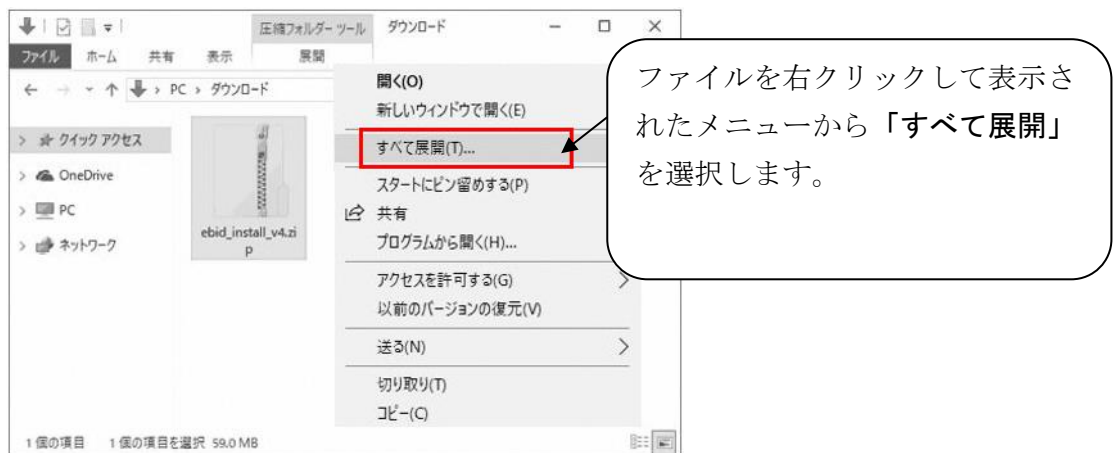 圧縮フォルダー ツール
ダウンロード
ファイル
ホーム
共有
表示
展開
PC › ダウンロード
クイック アクセス
OneDrive
PC
ネットワーク
ebid_install_v4.zi
p
開く(O)
新しいウィンドウで開く(E)
すべて展開(T)...
スタートにピン留めする(P)
共有
プログラムから開く(H)...
アクセスを許可する(G)
以前のバージョンの復元(V)
送る(N)
切り取り(T)
コピー(C)
1 個の項目 1 個の項目を選択 59.0 MB
ファイルを右クリックして表示さ
れたメニューから「すべて展開」
を選択します。